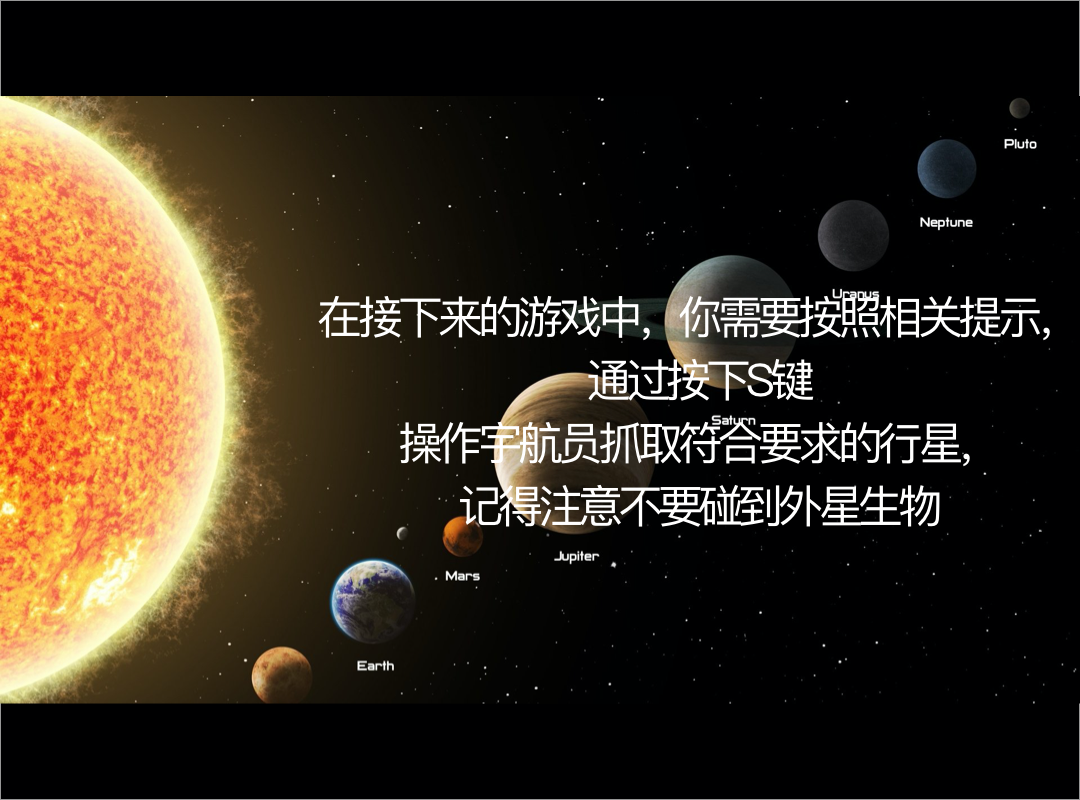 Pluto
Neptune
Uranus
在接下来的游戏中，你需要按照相关提示，
通过按下S键
Saturn
操作宇航员抓取符合要求的行星，
记得注意不要碰到外星生物
Jupiter
Mars
Earth